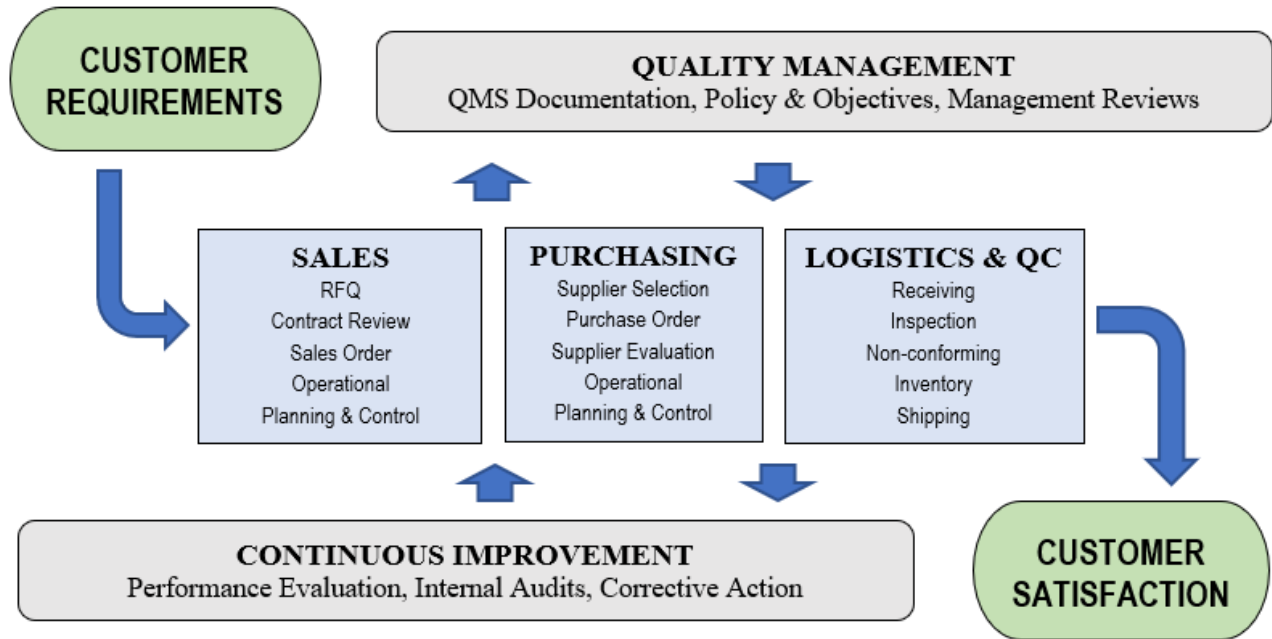 CUSTOMER
REQUIREMENTS
QUALITY MANAGEMENT
QMS Documentation, Policy & Objectives, Management Reviews
SALES
RFQ
Contract Review
Sales Order
Operational
Planning & Control
PURCHASING
Supplier Selection
Purchase Order
Supplier Evaluation
Operational
Planning & Control
LOGISTICS & QC
Receiving
Inspection
Non-conforming
Inventory
Shipping
CONTINUOUS IMPROVEMENT
Performance Evaluation, Internal Audits, Corrective Action
CUSTOMER
SATISFACTION